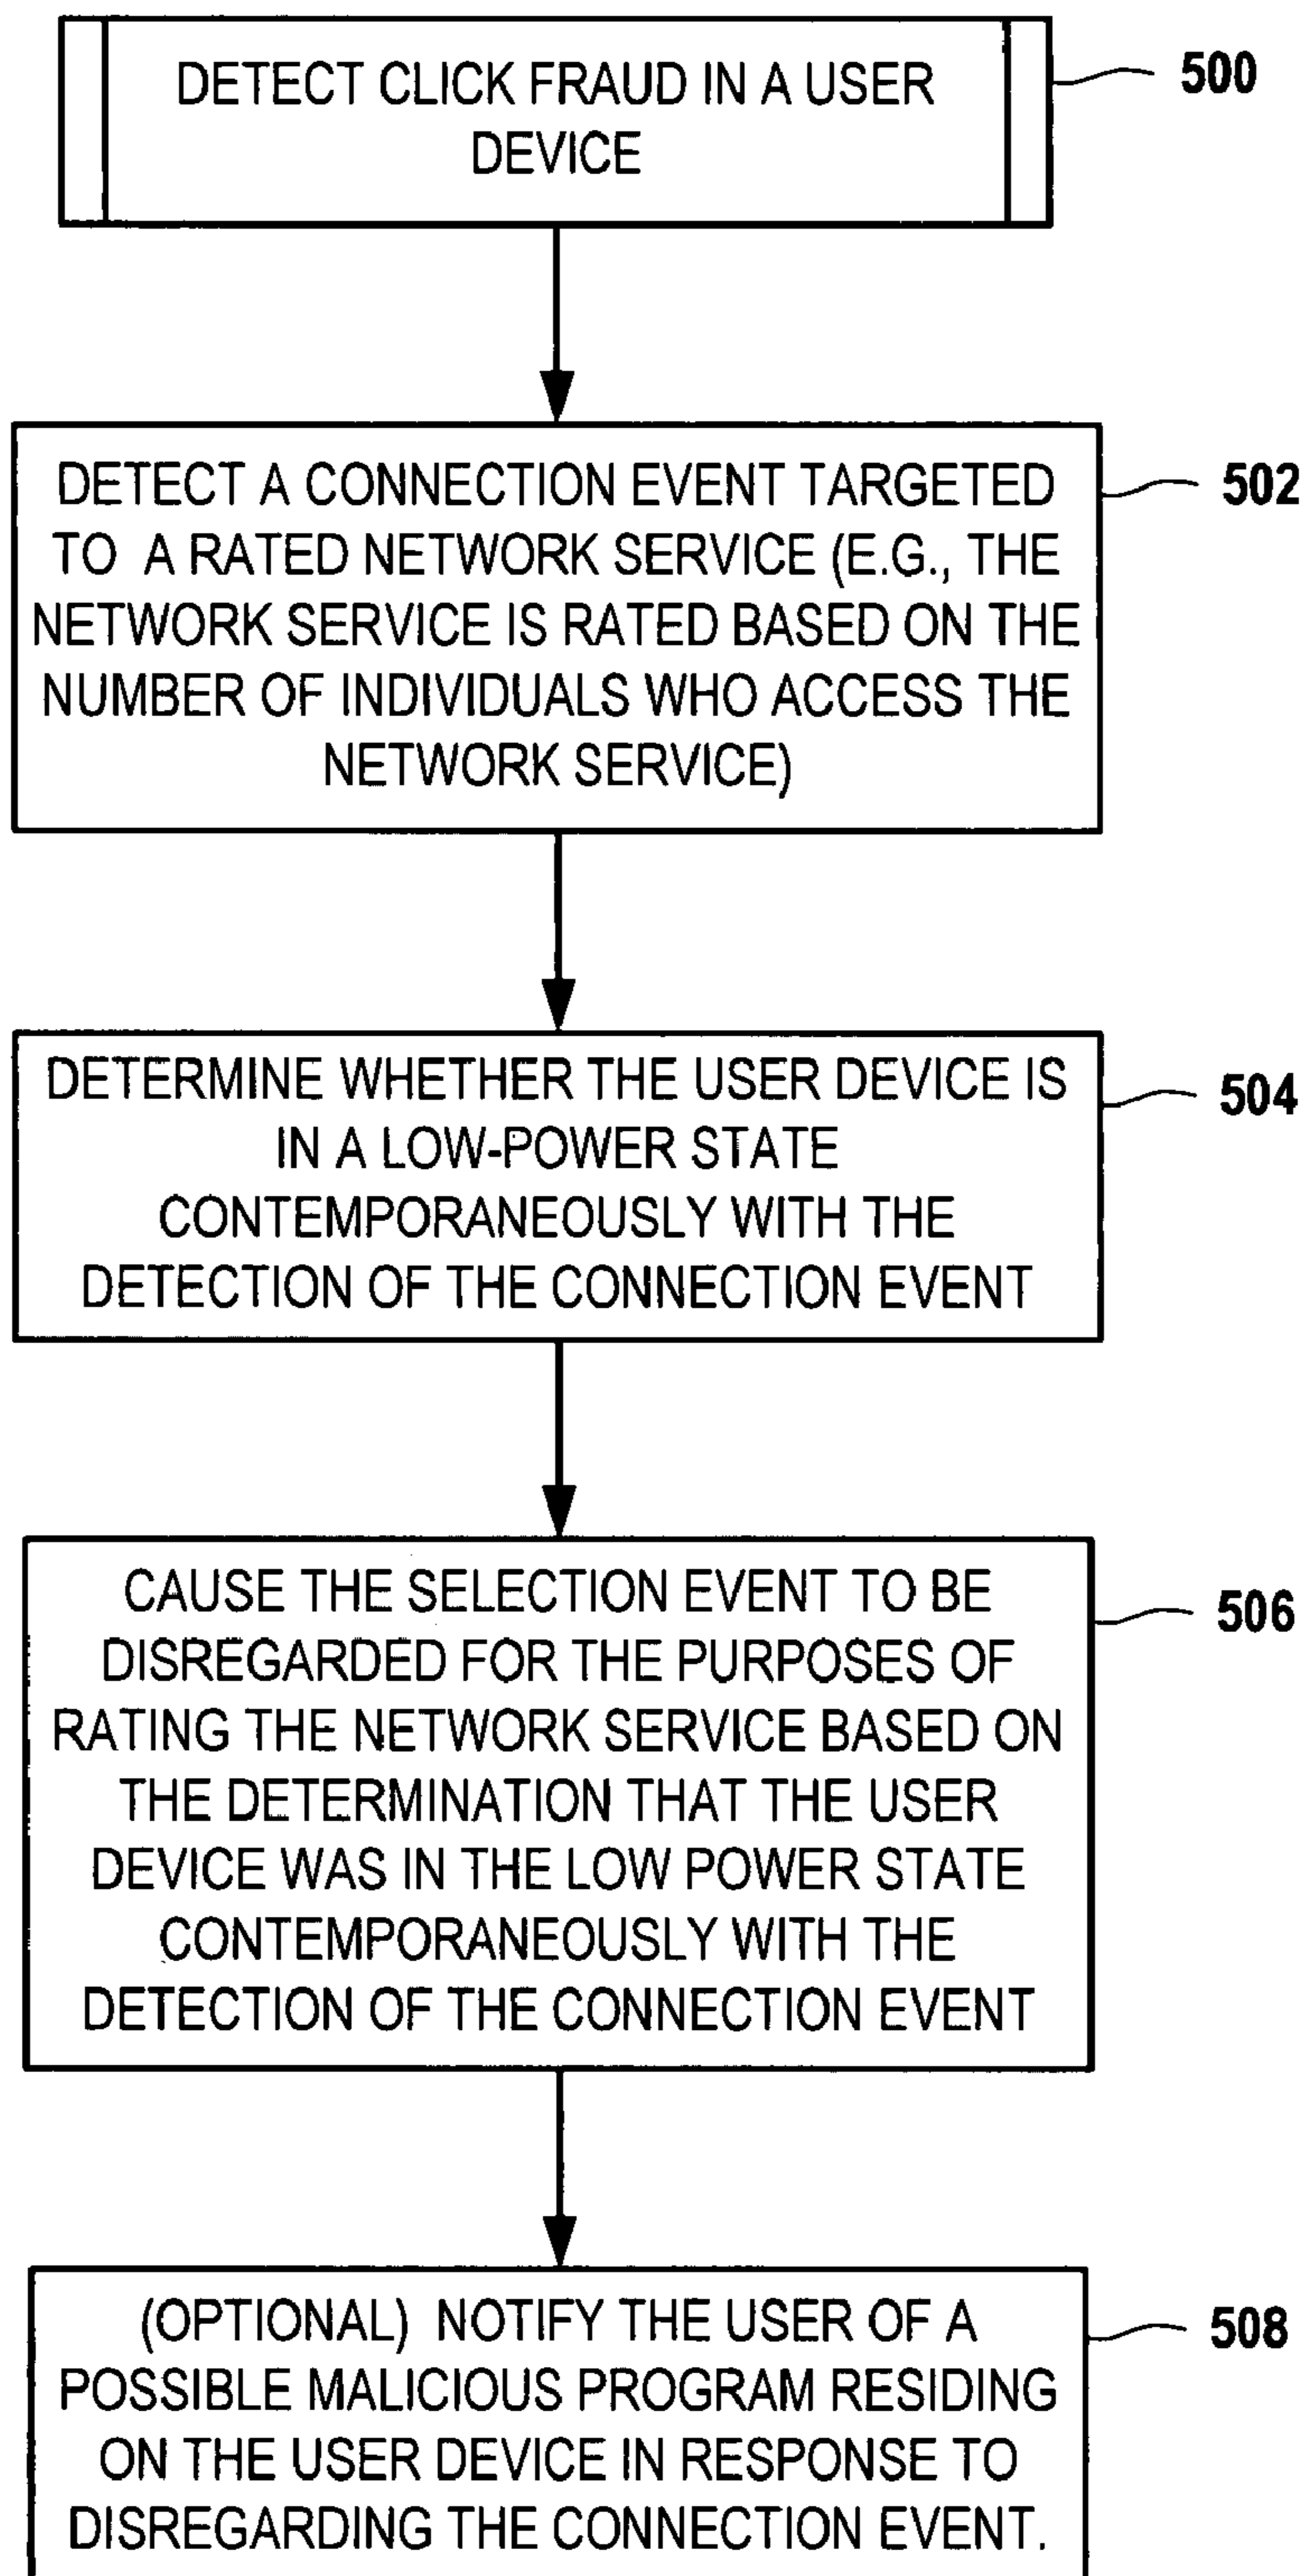 DETECT CLICK FRAUD IN A USER
DEVICE
500
DETECT A CONNECTION EVENT TARGETED
TO A RATED NETWORK SERVICE (E.G., THE
NETWORK SERVICE IS RATED BASED ON THE
NUMBER OF INDIVIDUALS WHO ACCESS THE
NETWORK SERVICE)
502
DETERMINE WHETHER THE USER DEVICE IS
IN A LOW-POWER STATE
CONTEMPORANEOUSLY WITH THE
DETECTION OF THE CONNECTION EVENT
504
CAUSE THE SELECTION EVENT TO BE
DISREGARDED FOR THE PURPOSES OF
RATING THE NETWORK SERVICE BASED ON
THE DETERMINATION THAT THE USER
DEVICE WAS IN THE LOW POWER STATE
CONTEMPORANEOUSLY WITH THE
DETECTION OF THE CONNECTION EVENT
506
(OPTIONAL) NOTIFY THE USER OF A
POSSIBLE MALICIOUS PROGRAM RESIDING
ON THE USER DEVICE IN RESPONSE TO
DISREGARDING THE CONNECTION EVENT.
508